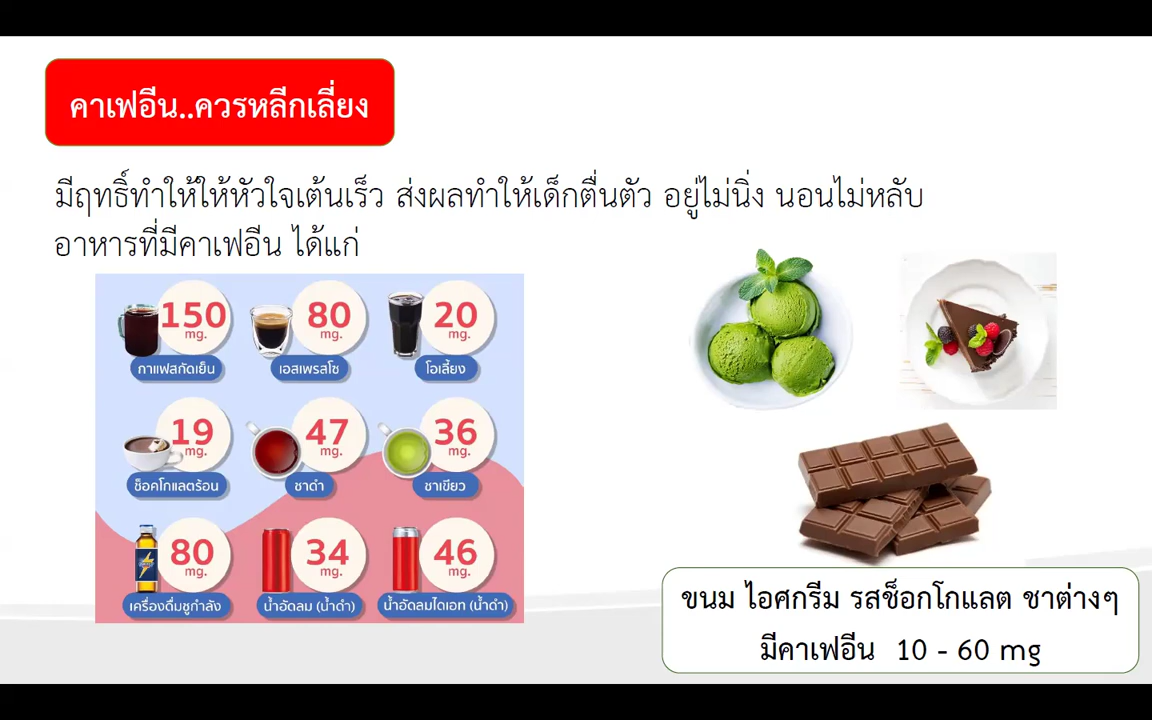 คาเฟอีน..ควรหลีกเลี่ยง
มีฤทธิ์ทำให้ให้หัวใจเต้นเร็ว ส่งผลทำให้เด็กตื่นตัว อยู่ไม่นิ่ง นอนไม่หลับ
อาหารที่มีคาเฟอีน ได้แก่
150 mg.
กาแฟสกัดเย็น
80 mg.
เอสเพรสโซ
20 mg.
โอเลี้ยง
19 mg.
ช็อคโกแลตร้อน
47 mg.
ชาดำ
36 mg.
ชาเขียว
80 mg.
เครื่องดื่มชูกำลัง
34 mg.
น้ำอัดลม (น้ำดำ)
46 mg.
น้ำอัดลมไดเอท (น้ำดำ)
ขนม ไอศกรีม รสช็อกโกแลต ชาต่างๆ
มีคาเฟอีน 10 - 60 mg